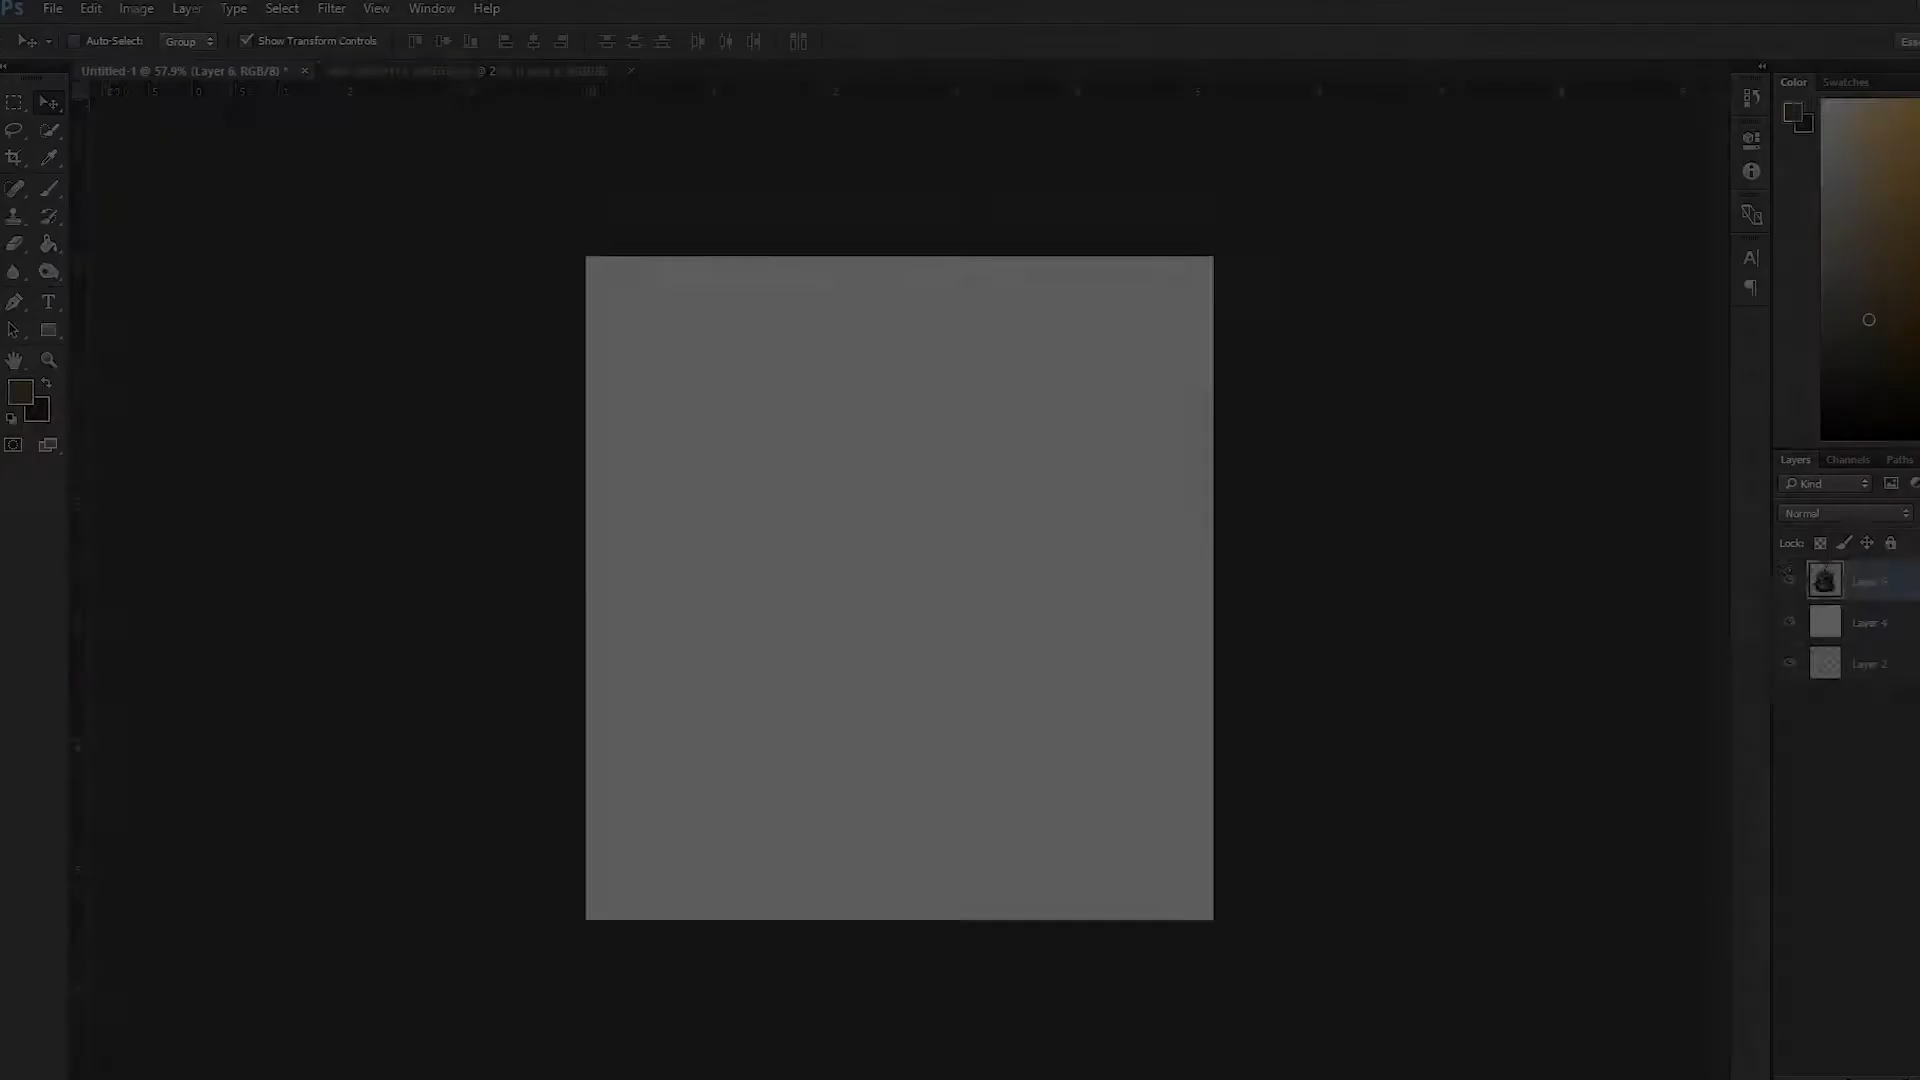 Ps File Edit Image Layer Type Select Filter View Window Help
Auto-Select: Group Show Transform Controls
Untitled-1 @ 57.9% (Layer 6, RGB/8) * × @ 2 ×
Color Swatches
Layers Channels Paths
Kind
Normal
Lock:
Layer
Layer 4
Layer 2